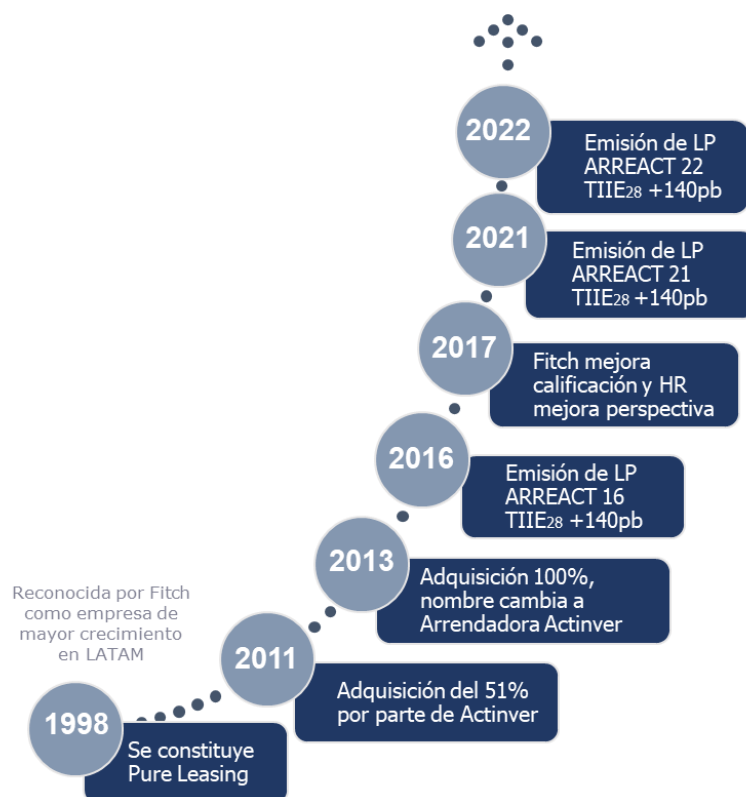 2022
Emisión de LP
ARREACT 22
TIIE28 +140pb
2021
Emisión de LP
ARREACT 21
TIIE28 +140pb
2017
Fitch mejora
calificación y HR
mejora perspectiva
2016
Emisión de LP
ARREACT 16
TIIE28 +140pb
2013
Adquisición 100%,
nombre cambia a
Arrendadora Actinver
Reconocida por Fitch
como empresa de
mayor crecimiento
en LATAM
2011
Adquisición del 51%
por parte de Actinver
1998
Se constituye
Pure Leasing